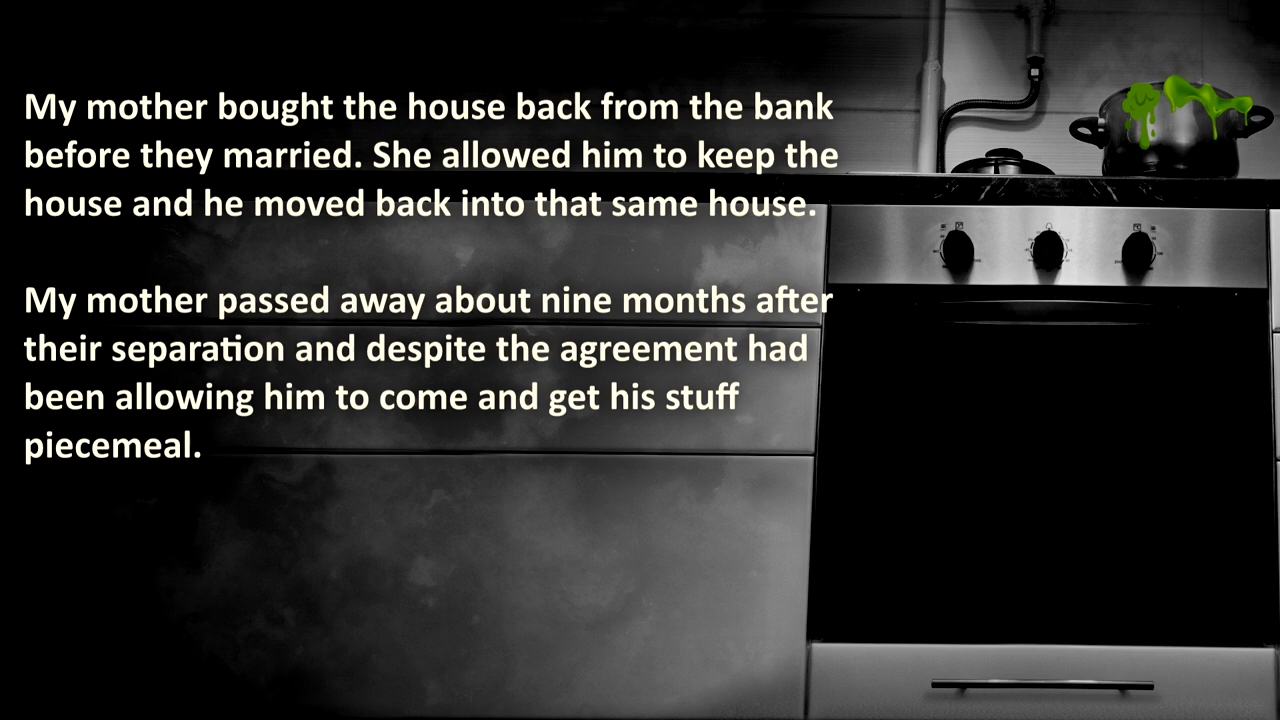 My mother bought the house back from the bank
before they married. She allowed him to keep the
house and he moved back into that same house.
My mother passed away about nine months after
their separation and despite the agreement had
been allowing him to come and get his stuff
piecemeal.